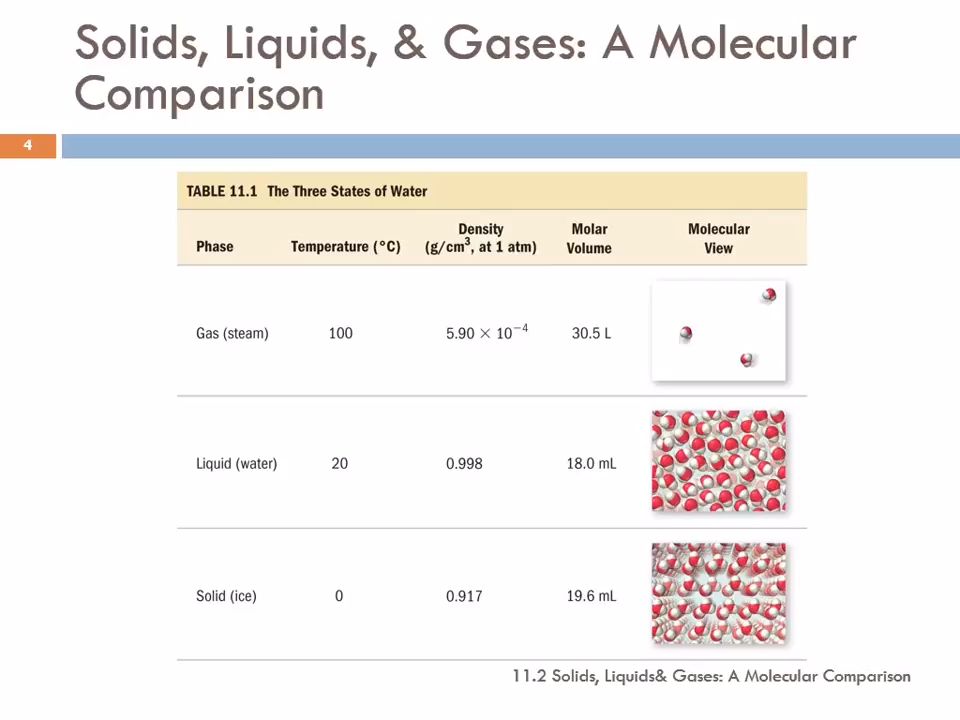 Solids, Liquids, & Gases: A Molecular
Comparison
4
TABLE 11.1 The Three States of Water
Phase Temperature (°C) Density (g/cm³, at 1 atm) Molar Volume Molecular View
Gas (steam) 100 5.90 × 10⁻⁴ 30.5 L
Liquid (water) 20 0.998 18.0 mL
Solid (ice) 0 0.917 19.6 mL
11.2 Solids, Liquids& Gases: A Molecular Comparison